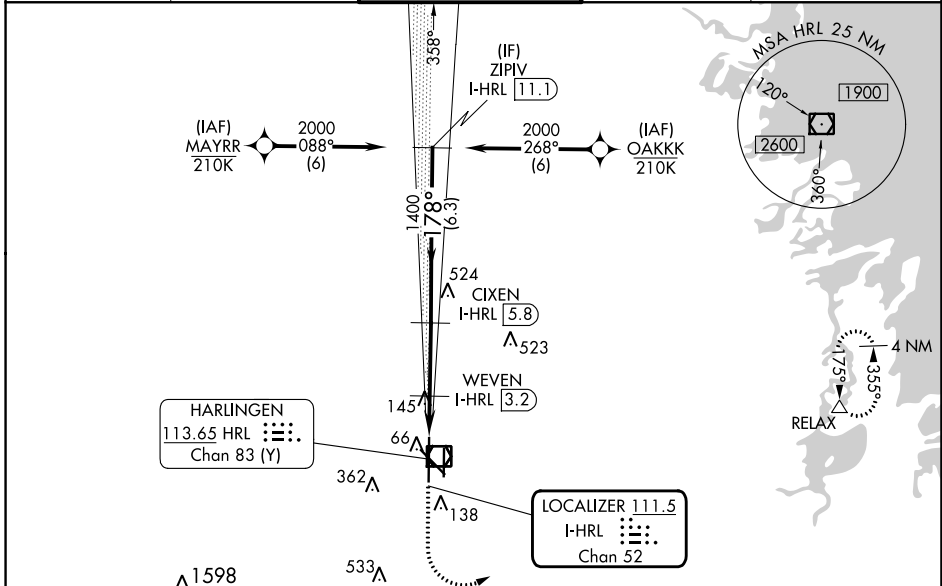 358°
(IF)
ZIPIV
I-HRL 11.1
MSA HRL 25 NM
120°
1900
2600
360°
(IAF)
MAYRR
210K
2000
088°
(6)
2000
268°
(6)
(IAF)
OAKKK
210K
1400
178°
(6.3)
524
CIXEN
I-HRL 5.8
523
WEVEN
I-HRL 3.2
145
4 NM
175°
355°
RELAX
HARLINGEN
113.65 HRL
Chan 83 (Y)
66
362
138
LOCALIZER 111.5
I-HRL
Chan 52
1598
533